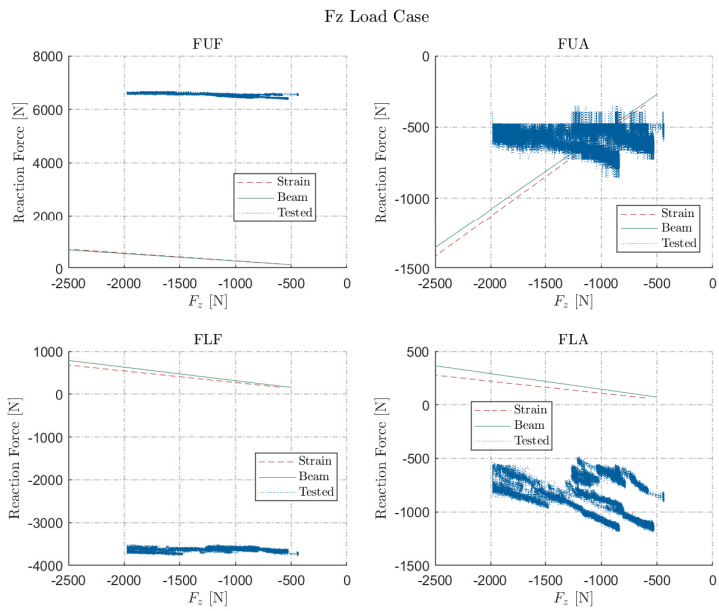 Fz Load Case
FUF
Reaction Force [N]
8000
6000
4000
2000
0
Strain
Beam
Tested
-2500 -2000 -1500 -1000 -500 0
F_z [N]
FUA
Reaction Force [N]
0
-500
-1000
-1500
Strain
Beam
Tested
-2500 -2000 -1500 -1000 -500 0
F_z [N]
FLF
Reaction Force [N]
1000
0
-1000
-2000
-3000
-4000
Strain
Beam
Tested
-2500 -2000 -1500 -1000 -500 0
F_z [N]
FLA
Reaction Force [N]
500
0
-500
-1000
-1500
Strain
Beam
Tested
-2500 -2000 -1500 -1000 -500 0
F_z [N]